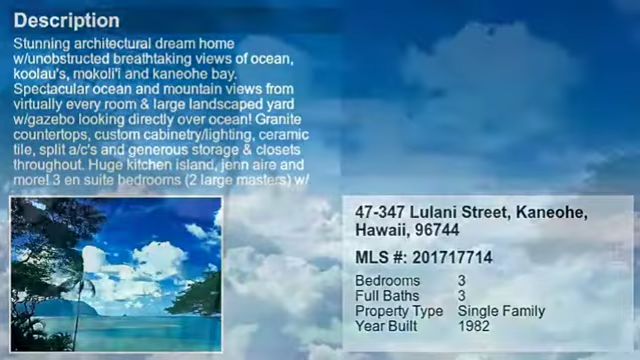 Description
Stunning architectural dream home
w/unobstructed breathtaking views of ocean,
koolau's, mokoli'i and kaneohe bay.
Spectacular ocean and mountain views from
virtually every room & large landscaped yard
w/gazebo looking directly over ocean! Granite
countertops, custom cabinetry/lighting, ceramic
tile, split a/c's and generous storage & closets
throughout. Huge kitchen island, jenn aire and
more! 3 en suite bedrooms (2 large masters) w/
47-347 Lulani Street, Kaneohe,
Hawaii, 96744
MLS #: 201717714
Bedrooms 3
Full Baths 3
Property Type Single Family
Year Built 1982